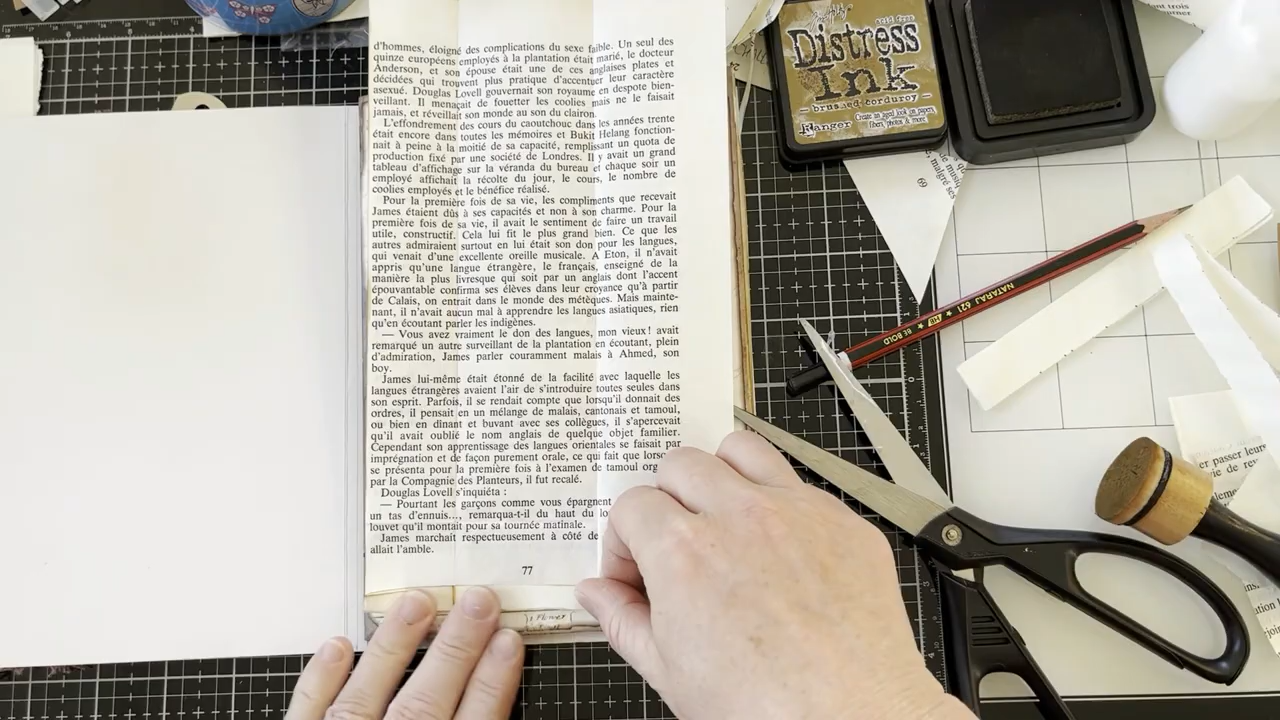 d'hommes, éloigné des complications du sexe faible. Un seul des
quinze européens employés à la plantation était marié, le docteur
Anderson, et son épouse était une de ces anglaises plates et
décidées qui trouvent plus pratique d'accentuer leur caractère
asexué. Douglas Lovell gouvernait son royaume en despote bien-
veillant. Il menaçait de fouetter les coolies mais ne le faisait
jamais, et réveillait son monde au son du clairon.
L'effondrement des cours du caoutchouc dans les années trente
était encore dans toutes les mémoires et Bukit Helang fonction-
nait à peine à la moitié de sa capacité, remplissant un quota de
production fixé par une société de Londres. Il y avait un grand
tableau d'affichage sur la véranda du bureau et chaque soir un
employé affichait la récolte du jour, le cours, le nombre de
coolies employés et le bénéfice réalisé.
Pour la première fois de sa vie, les compliments que recevait
James étaient dûs à ses capacités et non à son charme. Pour la
première fois de sa vie, il avait le sentiment de faire un travail
utile, constructif. Cela lui fit le plus grand bien. Ce que les
autres admiraient surtout en lui était son don pour les langues,
qui venait d'une excellente oreille musicale. A Eton, il n'avait
appris qu'une langue étrangère, le français, enseigné de la
manière la plus livresque qui soit par un anglais dont l'accent
épouvantable confirma ses élèves dans leur croyance qu'à partir
de Calais, on entrait dans le monde des métèques. Mais mainte-
nant, il n'avait aucun mal à apprendre les langues asiatiques, rien
qu'en écoutant parler les indigènes.
— Vous avez vraiment le don des langues, mon vieux! avait
remarqué un autre surveillant de la plantation en écoutant, plein
d'admiration, James parler couramment malais à Ahmed, son
boy.
James lui-même était étonné de la facilité avec laquelle les
langues étrangères avaient l'air de s'introduire toutes seules dans
son esprit. Parfois, il se rendait compte que lorsqu'il donnait des
ordres, il pensait en un mélange de malais, cantonais et tamoul,
ou bien en dînant et buvant avec ses collègues, il s'apercevait
qu'il avait oublié le nom anglais de quelque objet familier.
Cependant son apprentissage des langues orientales se faisait par
imprégnation et de façon purement orale, ce qui fait que
se présenta pour la première fois à l'examen de tamoul
par la Compagnie des Planteurs, il fut recalé.
Douglas Lovell s'inquiéta :
— Pourtant les garçons comme vous
un tas d'ennuis..., remarqua-t-il du haut du
louvet qu'il montait pour sa tournée matinale.
James marchait respectueusement à côté de
allait l'amble.
77
acid free
Distress
Ink
brushed corduroy
Ranger
Create an aged look on papers,
fibers, photos & more!
69
NATARAJ 621 HB BE BOLD
er passer leurs